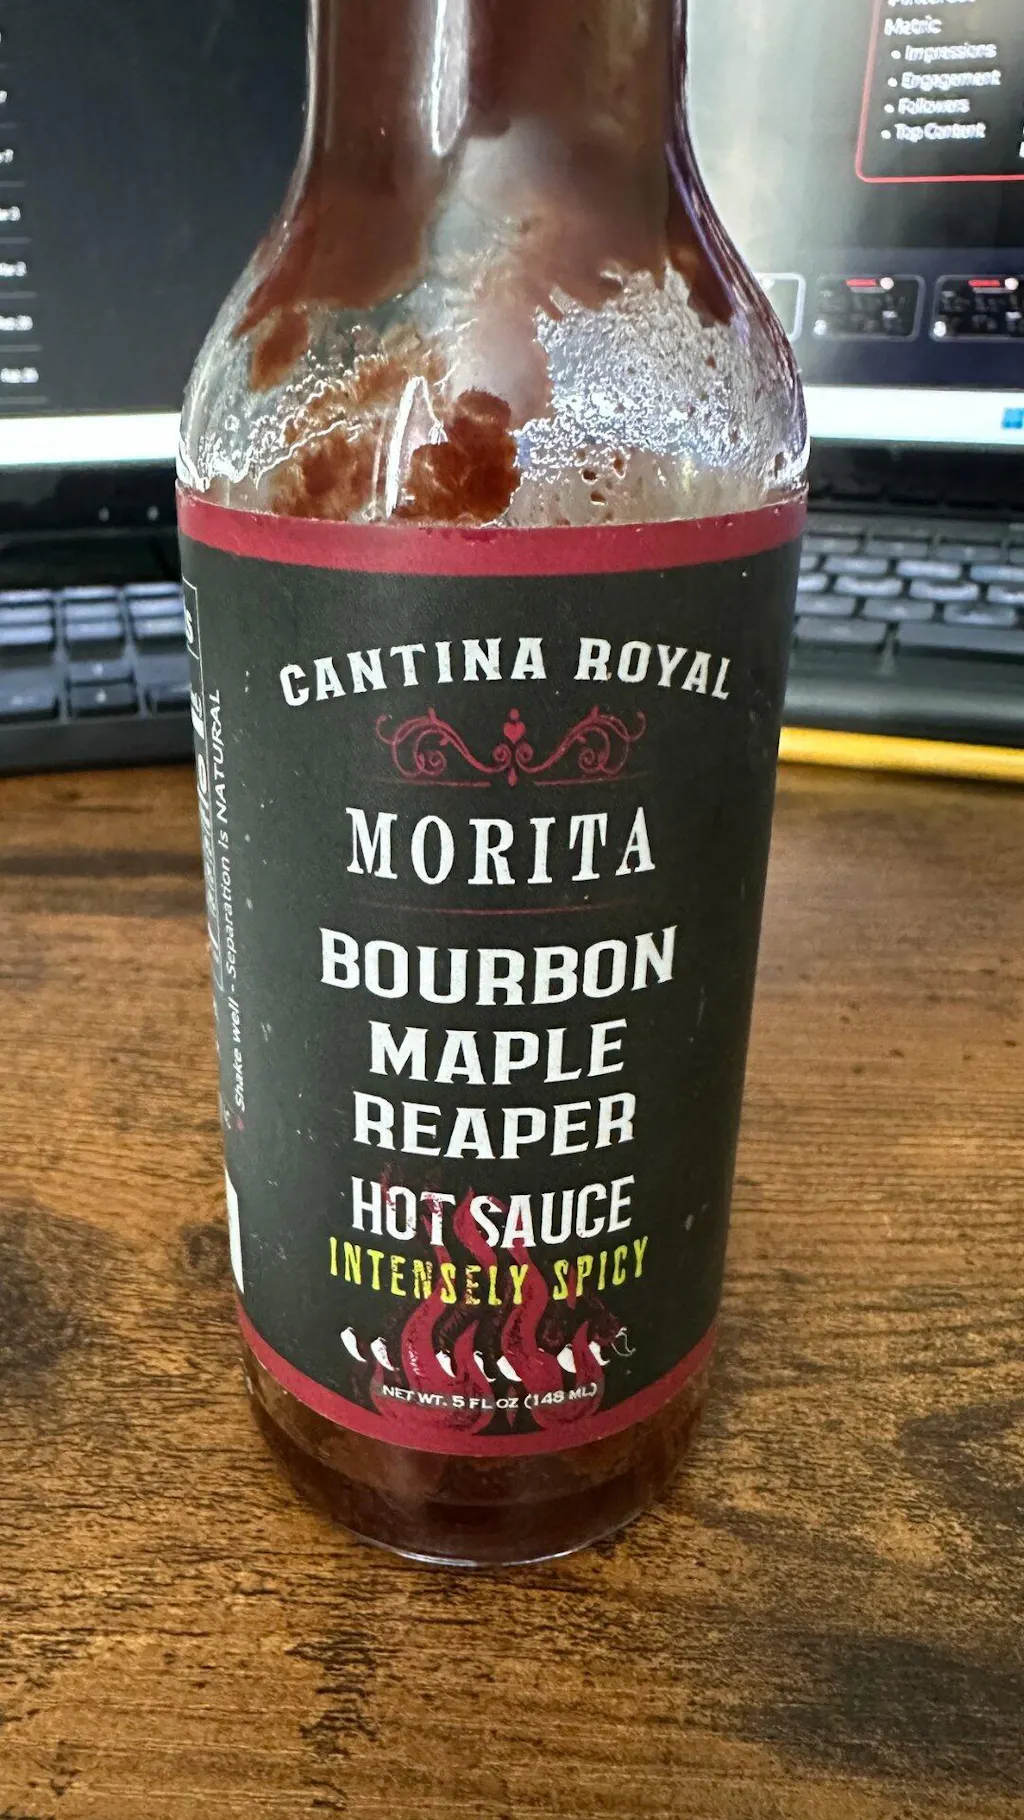 Metric
• Impressions
• Engagement
• Followers
• Top Content
CANTINA ROYAL
MORITA
BOURBON
MAPLE
REAPER
HOT SAUCE
INTENSELY SPICY
NET WT. 5 FL OZ (148 ML)
Shake well - Separation is NATURAL